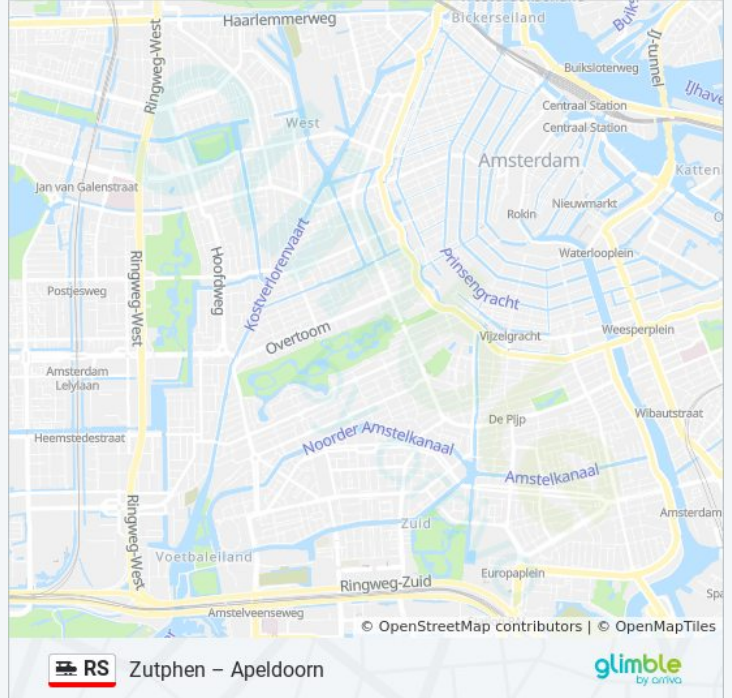 Haarlemmerweg
Bickerseiland
Buiksloterweg
IJ-tunnel
Ringweg-West
Centraal Station
Centraal Station
West
Amsterdam
Jan van Galenstraat
Nieuwmarkt
Rokin
Waterlooplein
Kostverlorenvaart
Hoofdweg
Ringweg-West
Prinsengracht
Postjesweg
Overtoom
Vijzelgracht
Weesperplein
Amsterdam
Lelylaan
De Pijp
Wibautstraat
Heemstedestraat
Noorder Amstelkanaal
Amstelkanaal
Ringweg-West
Amsterdam
Zuid
Voetbaleiland
Europaplein
Ringweg-Zuid
Amstelveenseweg
© OpenStreetMap contributors | © OpenMapTiles
RS Zutphen – Apeldoorn
glimble
by arriva